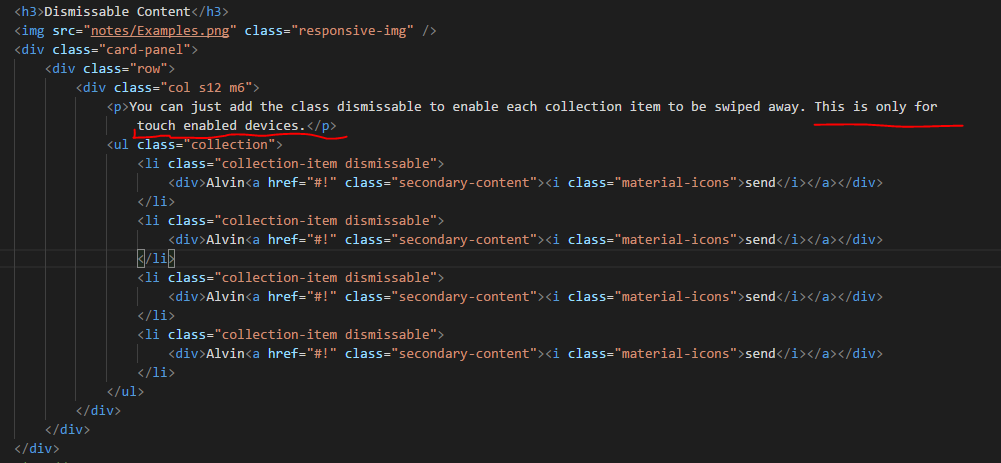 <h3>Dismissable Content</h3>
<img src="notes/Examples.png" class="responsive-img" />
<div class="card-panel">
<div class="row">
<div class="col s12 m6">
<p>You can just add the class dismissable to enable each collection item to be swiped away. This is only for
touch enabled devices.</p>
<ul class="collection">
<li class="collection-item dismissable">
<div>Alvin<a href="#!" class="secondary-content"><i class="material-icons">send</i></a></div>
</li>
<li class="collection-item dismissable">
<div>Alvin<a href="#!" class="secondary-content"><i class="material-icons">send</i></a></div>
</li>
<li class="collection-item dismissable">
<div>Alvin<a href="#!" class="secondary-content"><i class="material-icons">send</i></a></div>
</li>
<li class="collection-item dismissable">
<div>Alvin<a href="#!" class="secondary-content"><i class="material-icons">send</i></a></div>
</li>
</ul>
</div>
</div>
</div>